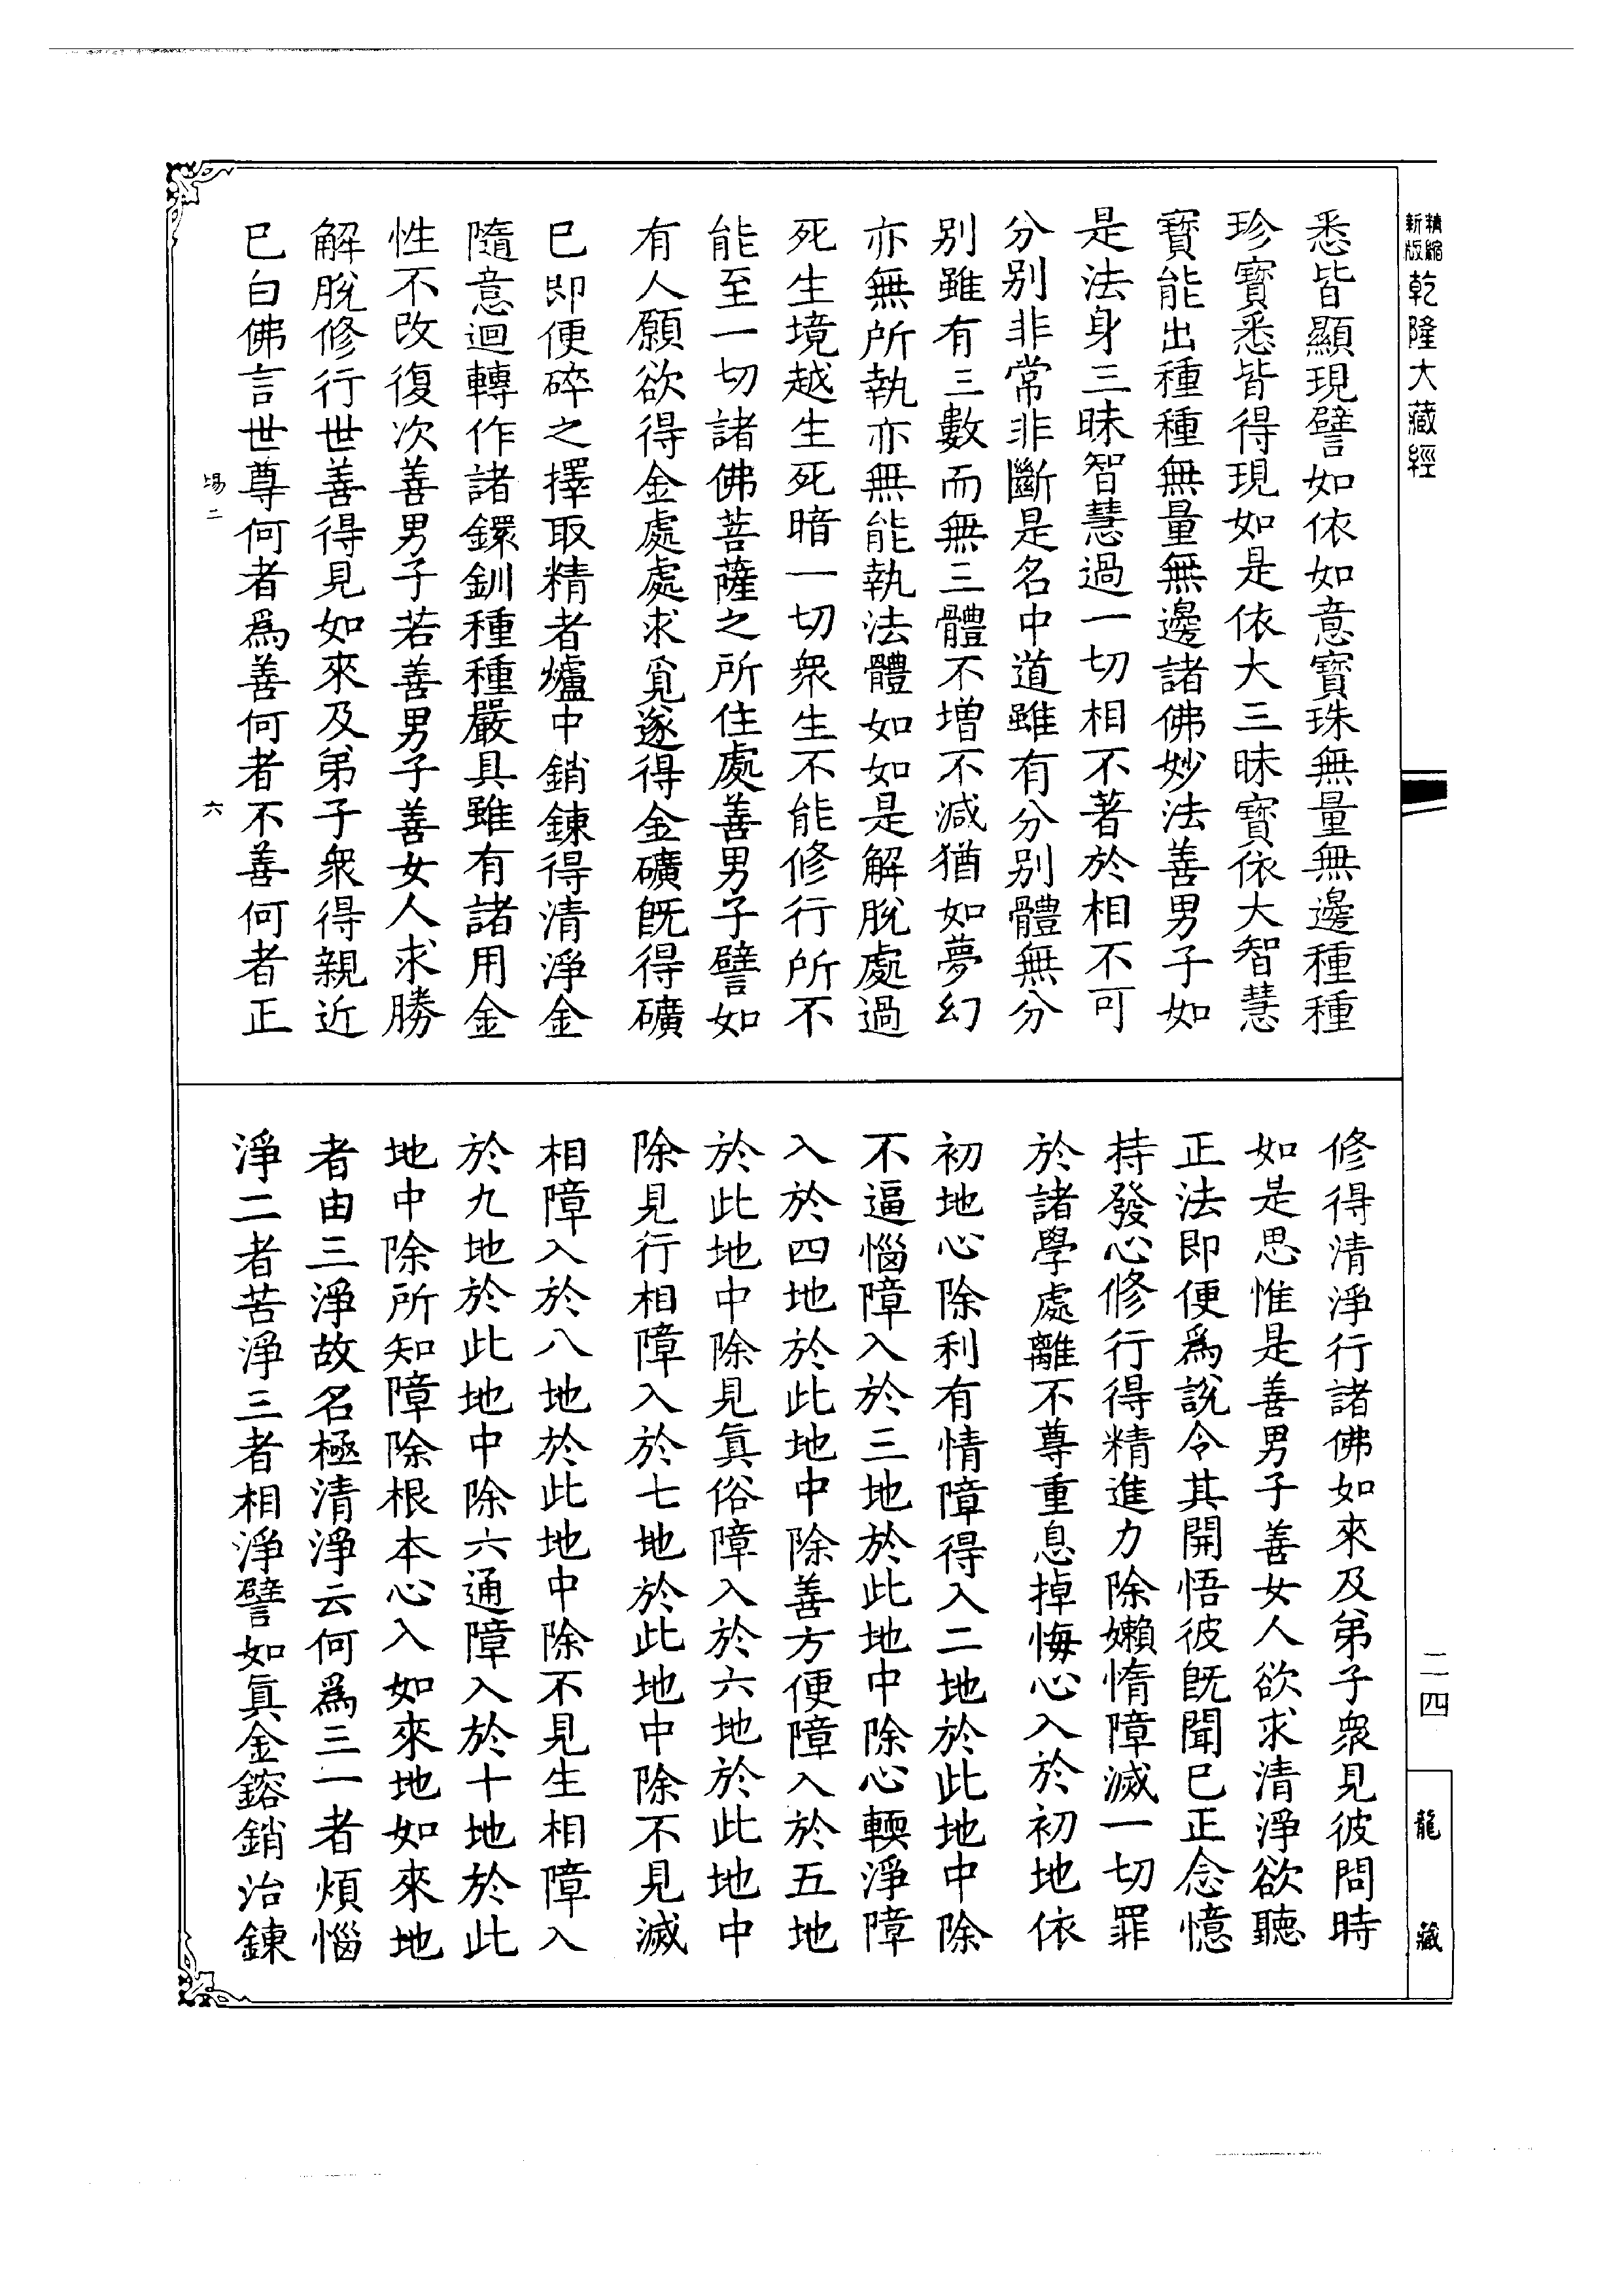 精縮
新版
乾隆大藏經
悉皆顯現譬如依如意寶珠無量無邊種種
珍寶悉皆得現如是依大三昧寶依大智慧
寶能出種種無量無邊諸佛妙法善男子如
是法身三昧智慧過一切相不著於相不可
分别非常非斷是名中道雖有分别體無分
别雖有三數而無三體不增不減猶如夢幻
亦無所執亦無能執法體如如是解脫處過
死生境越生死暗一切衆生不能修行所不
能至一切諸佛菩薩之所住處善男子譬如
有人願欲得金處處求覓遂得金礦旣得礦
巳即便碎之擇取精者爐中銷鍊得清淨金
隨意迴轉作諸鐶釧種種嚴具雖有諸用金
性不改復次善男子若善男子善女人求勝
解脫修行世善得見如來及弟子衆得親近
巳白佛言世尊何者爲善何者不善何者正
場二
六
修得清淨行諸佛如來及弟子衆見彼問時
如是思惟是善男子善女人欲求清淨欲聽
正法即便爲說令其開悟彼旣聞巳正念憶
持發心修行得精進力除嬾惰障滅一切罪
於諸學處離不尊重息掉悔心入於初地依
初地心除利有情障得入二地於此地中除
不逼惱障入於三地於此地中除心輭淨障
入於四地於此地中除善方便障入於五地
於此地中除見眞俗障入於六地於此地中
除見行相障入於七地於此地中除不見滅
相障入於八地於此地中除不見生相障入
於九地於此地中除六通障入於十地於此
地中除所知障除根本心入如來地如來地
者由三淨故名極清淨云何爲三一者煩惱
淨二者苦淨三者相淨譬如眞金鎔銷治鍊
二四
龍藏